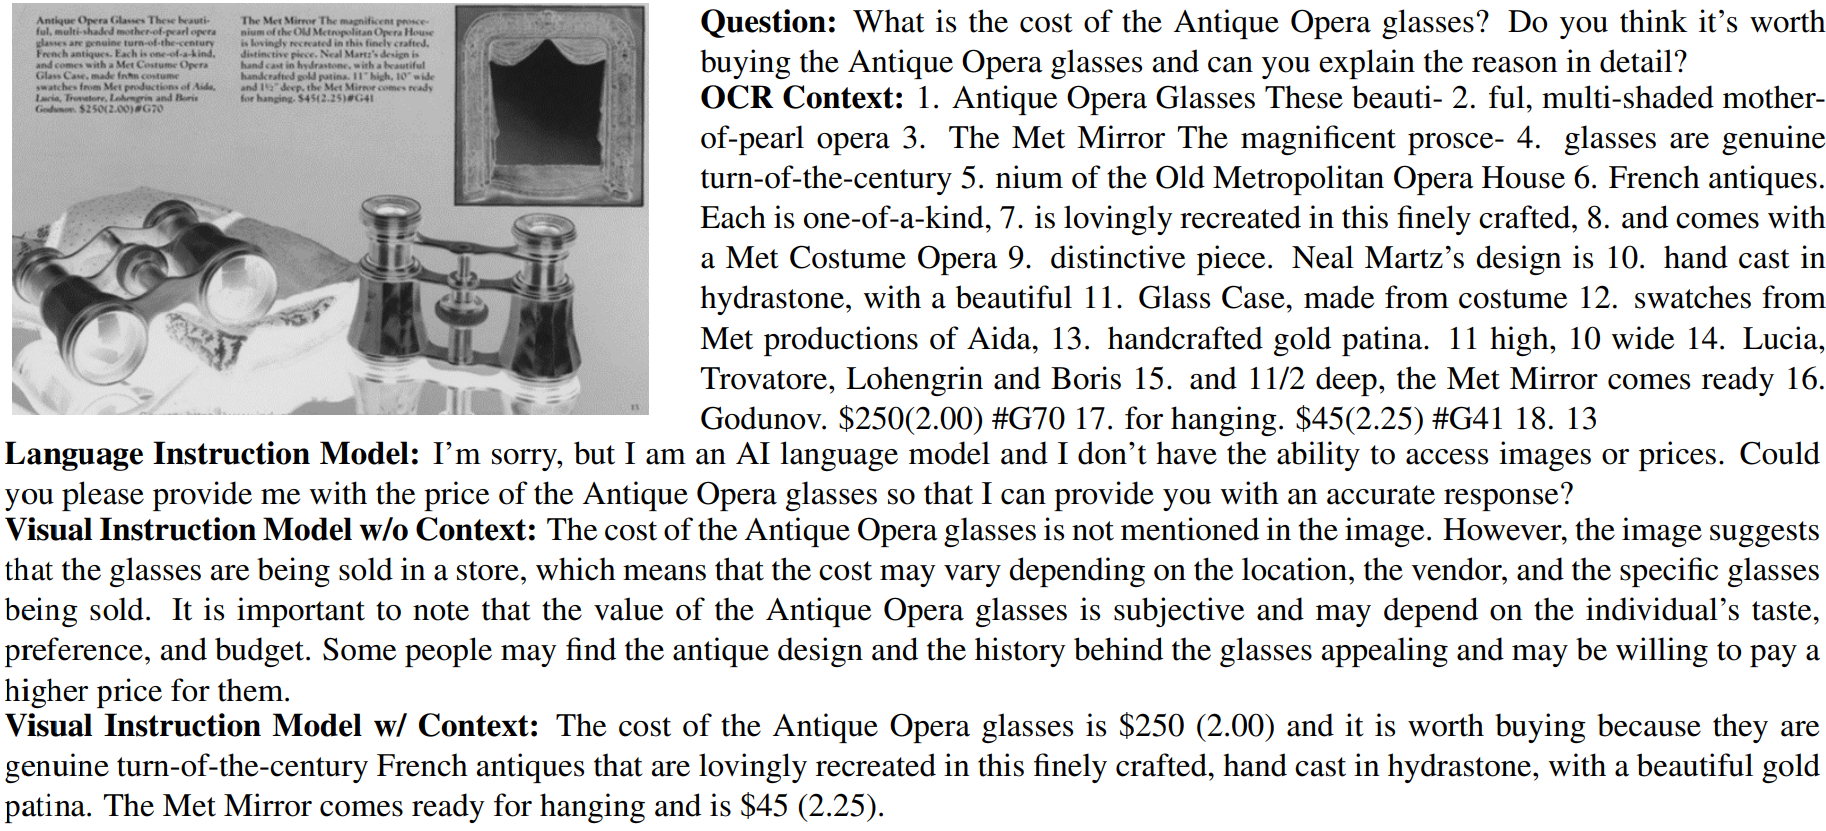 Antique Opera Glasses These beauti-
ful, multi-shaded mother-of-pearl opera
glasses are genuine turn-of-the-century
French antiques. Each is one-of-a-kind,
and comes with a Met Costume Opera
Glass Case, made from costume
swatches from Met productions of Aida,
Lucia, Trovatore, Lohengrin and Boris
Godunov. $250(2.00)#G70
The Met Mirror The magnificent prosce-
nium of the Old Metropolitan Opera House
is lovingly recreated in this finely crafted,
distinctive piece. Neal Martz's design is
hand cast in hydrastone, with a beautiful
handcrafted gold patina. 11" high, 10" wide
and 1½" deep, the Met Mirror comes ready
for hanging. $45(2.25)#G41
13
Question: What is the cost of the Antique Opera glasses? Do you think it's worth
buying the Antique Opera glasses and can you explain the reason in detail?
OCR Context: 1. Antique Opera Glasses These beauti- 2. ful, multi-shaded mother-
of-pearl opera 3. The Met Mirror The magnificent prosce- 4. glasses are genuine
turn-of-the-century 5. nium of the Old Metropolitan Opera House 6. French antiques.
Each is one-of-a-kind, 7. is lovingly recreated in this finely crafted, 8. and comes with
a Met Costume Opera 9. distinctive piece. Neal Martz's design is 10. hand cast in
hydrastone, with a beautiful 11. Glass Case, made from costume 12. swatches from
Met productions of Aida, 13. handcrafted gold patina. 11 high, 10 wide 14. Lucia,
Trovatore, Lohengrin and Boris 15. and 11/2 deep, the Met Mirror comes ready 16.
Godunov. $250(2.00) #G70 17. for hanging. $45(2.25) #G41 18. 13
Language Instruction Model: I'm sorry, but I am an AI language model and I don't have the ability to access images or prices. Could
you please provide me with the price of the Antique Opera glasses so that I can provide you with an accurate response?
Visual Instruction Model w/o Context: The cost of the Antique Opera glasses is not mentioned in the image. However, the image suggests
that the glasses are being sold in a store, which means that the cost may vary depending on the location, the vendor, and the specific glasses
being sold. It is important to note that the value of the Antique Opera glasses is subjective and may depend on the individual's taste,
preference, and budget. Some people may find the antique design and the history behind the glasses appealing and may be willing to pay a
higher price for them.
Visual Instruction Model w/ Context: The cost of the Antique Opera glasses is $250 (2.00) and it is worth buying because they are
genuine turn-of-the-century French antiques that are lovingly recreated in this finely crafted, hand cast in hydrastone, with a beautiful gold
patina. The Met Mirror comes ready for hanging and is $45 (2.25).